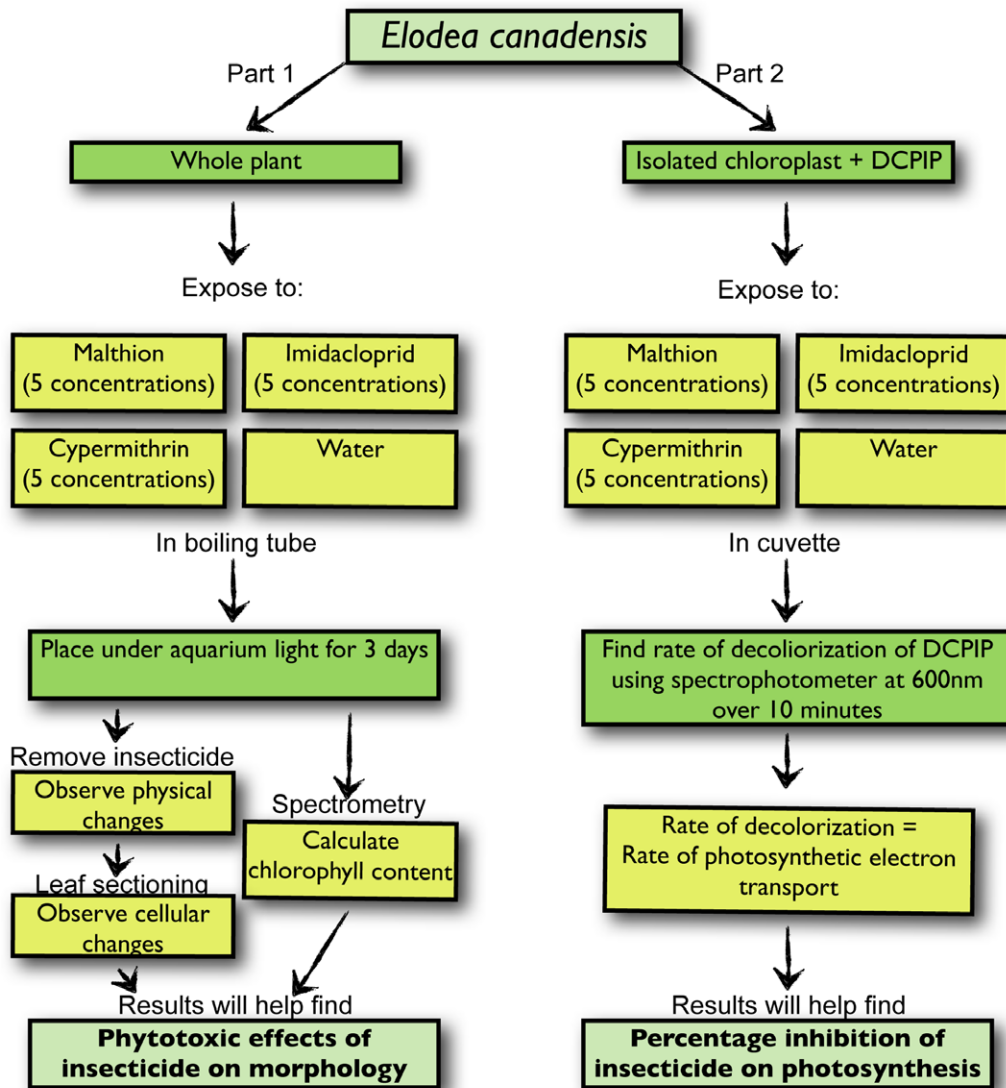 Elodea canadensis
Part 1
Part 2
Whole plant
Isolated chloroplast + DCPIP
Expose to:
Expose to:
Malthion
(5 concentrations)
Imidacloprid
(5 concentrations)
Cypermithrin
(5 concentrations)
Water
Malthion
(5 concentrations)
Imidacloprid
(5 concentrations)
Cypermithrin
(5 concentrations)
Water
In boiling tube
In cuvette
Place under aquarium light for 3 days
Find rate of decoliorization of DCPIP
using spectrophotometer at 600nm
over 10 minutes
Remove insecticide
Observe physical
changes
Leaf sectioning
Observe cellular
changes
Spectrometry
Calculate
chlorophyll content
Rate of decolorization =
Rate of photosynthetic electron
transport
Results will help find
Phytotoxic effects of
insecticide on morphology
Results will help find
Percentage inhibition of
insecticide on photosynthesis